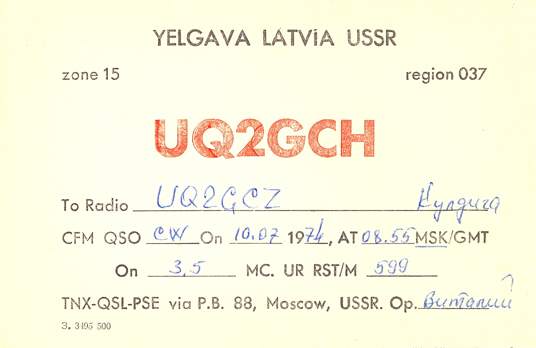 YELGAVA LATViA USSR
zone 15 region 037
UQ2GCH
To Radio UQ2GCZ Кулдига
CFM QSO CW On 10.07 1974, AT 08.55 MSK/GMT
On 3,5 MC. UR RST/M 599
TNX-QSL-PSE via P.B. 88, Moscow, USSR. Op. Виталий
З. 3495 500